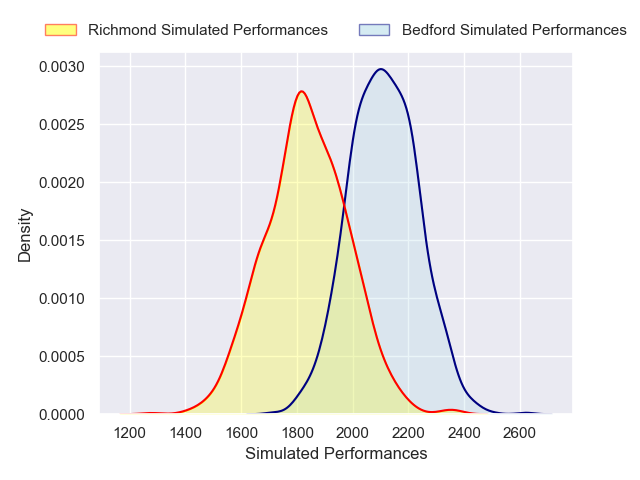 Richmond Simulated Performances
Bedford Simulated Performances
0.0030
0.0025
0.0020
0.0015
0.0010
0.0005
0.0000
Density
1200 1400 1600 1800 2000 2200 2400 2600
Simulated Performances